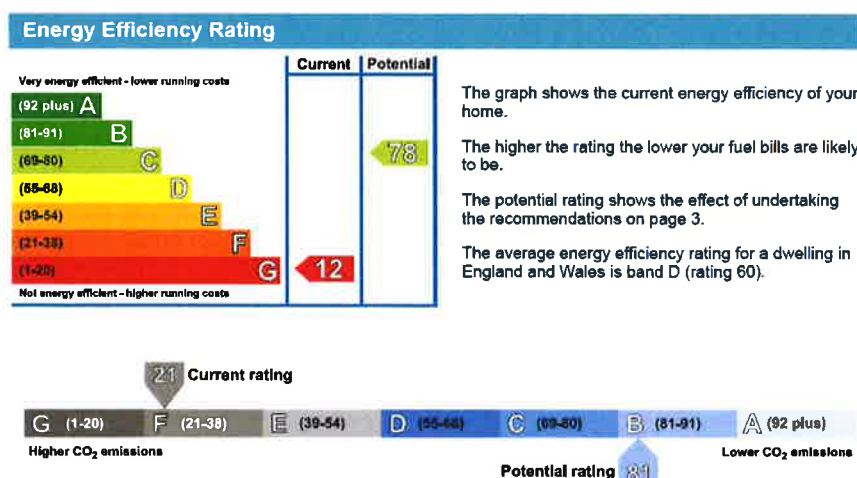 Energy Efficiency Rating
Current Potential
Very energy efficient - lower running costs
(92 plus) A
(81-91) B
(69-80) C
78
(55-68) D
(39-54) E
(21-38) F
(1-20) G
12
Not energy efficient - higher running costs
The graph shows the current energy efficiency of your
home.
The higher the rating the lower your fuel bills are likely
to be.
The potential rating shows the effect of undertaking
the recommendations on page 3.
The average energy efficiency rating for a dwelling in
England and Wales is band D (rating 60).
21 Current rating
G (1-20) F (21-38) E (39-54) D (55-68) C (69-80) B (81-91) A (92 plus)
Higher CO₂ emissions
Lower CO₂ emissions
Potential rating 81